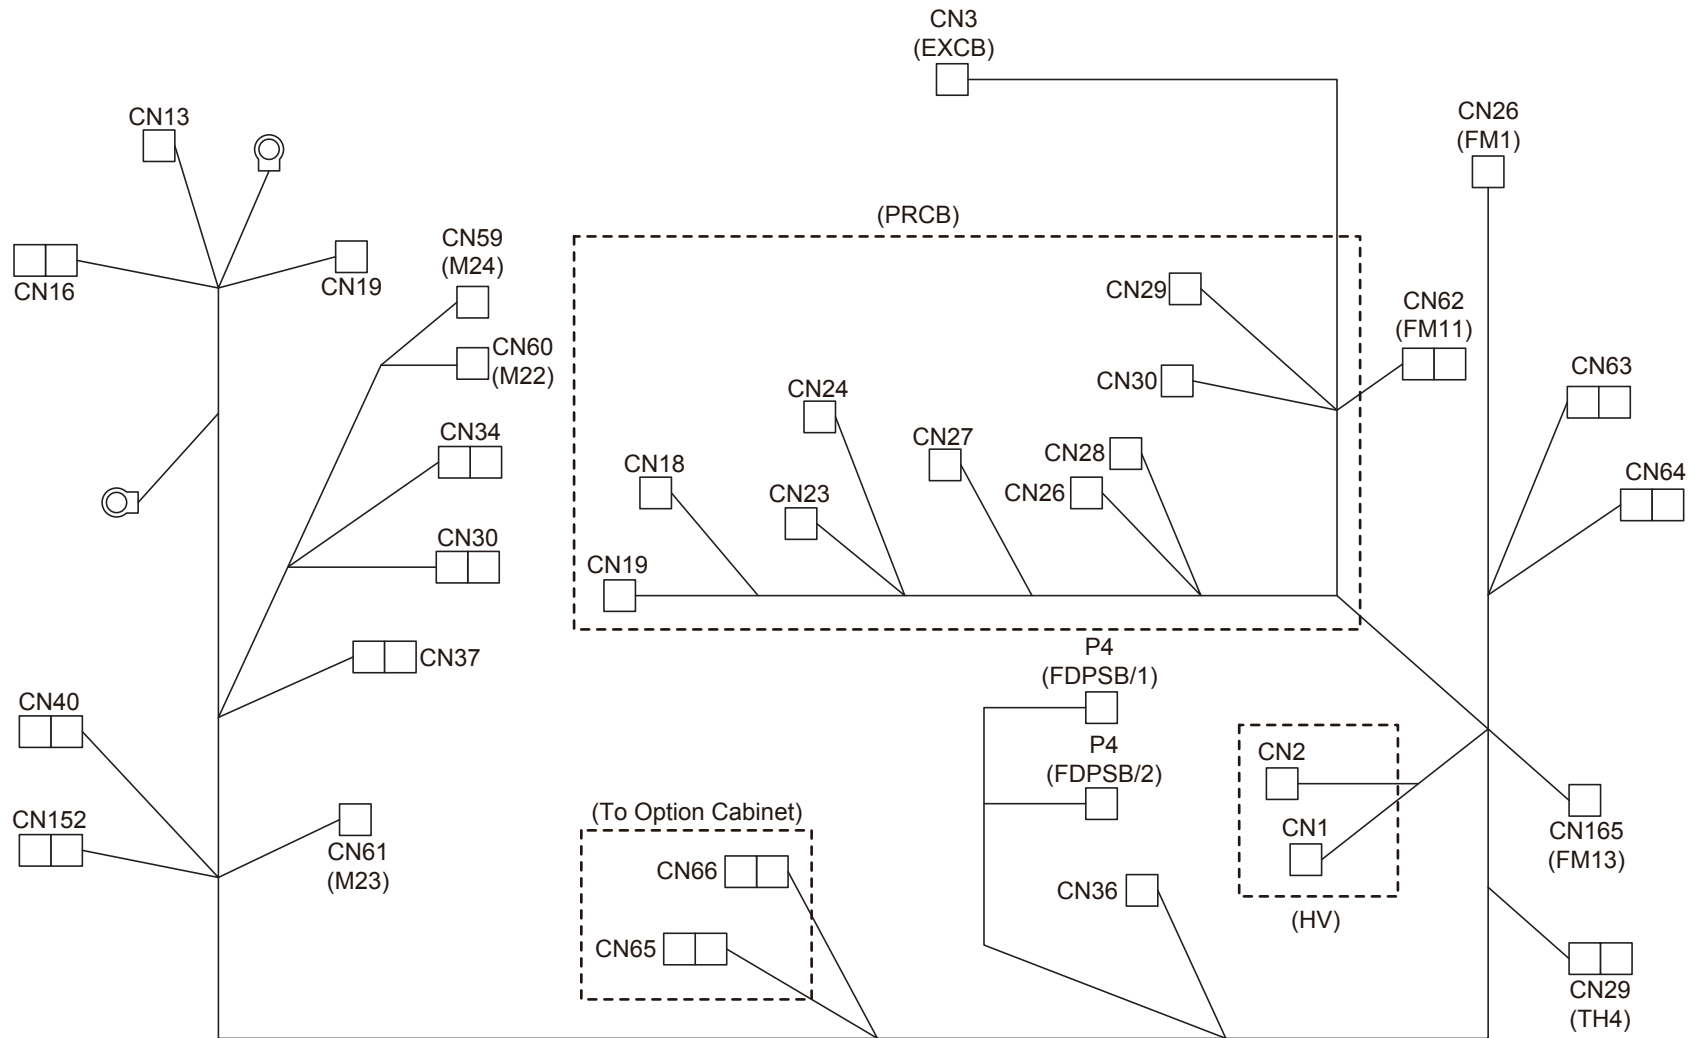 CN3
(EXCB)
CN13
CN26
(FM1)
(PRCB)
CN59
(M24)
CN16
CN19
CN29
CN62
(FM11)
CN60
(M22)
CN30
CN63
CN24
CN34
CN27
CN28
CN18
CN26
CN64
CN23
CN30
CN19
CN37
P4
(FDPSB/1)
CN40
P4
(FDPSB/2)
CN2
(To Option Cabinet)
CN152
CN1
CN165
(FM13)
CN61
(M23)
CN66
CN36
(HV)
CN65
CN29
(TH4)